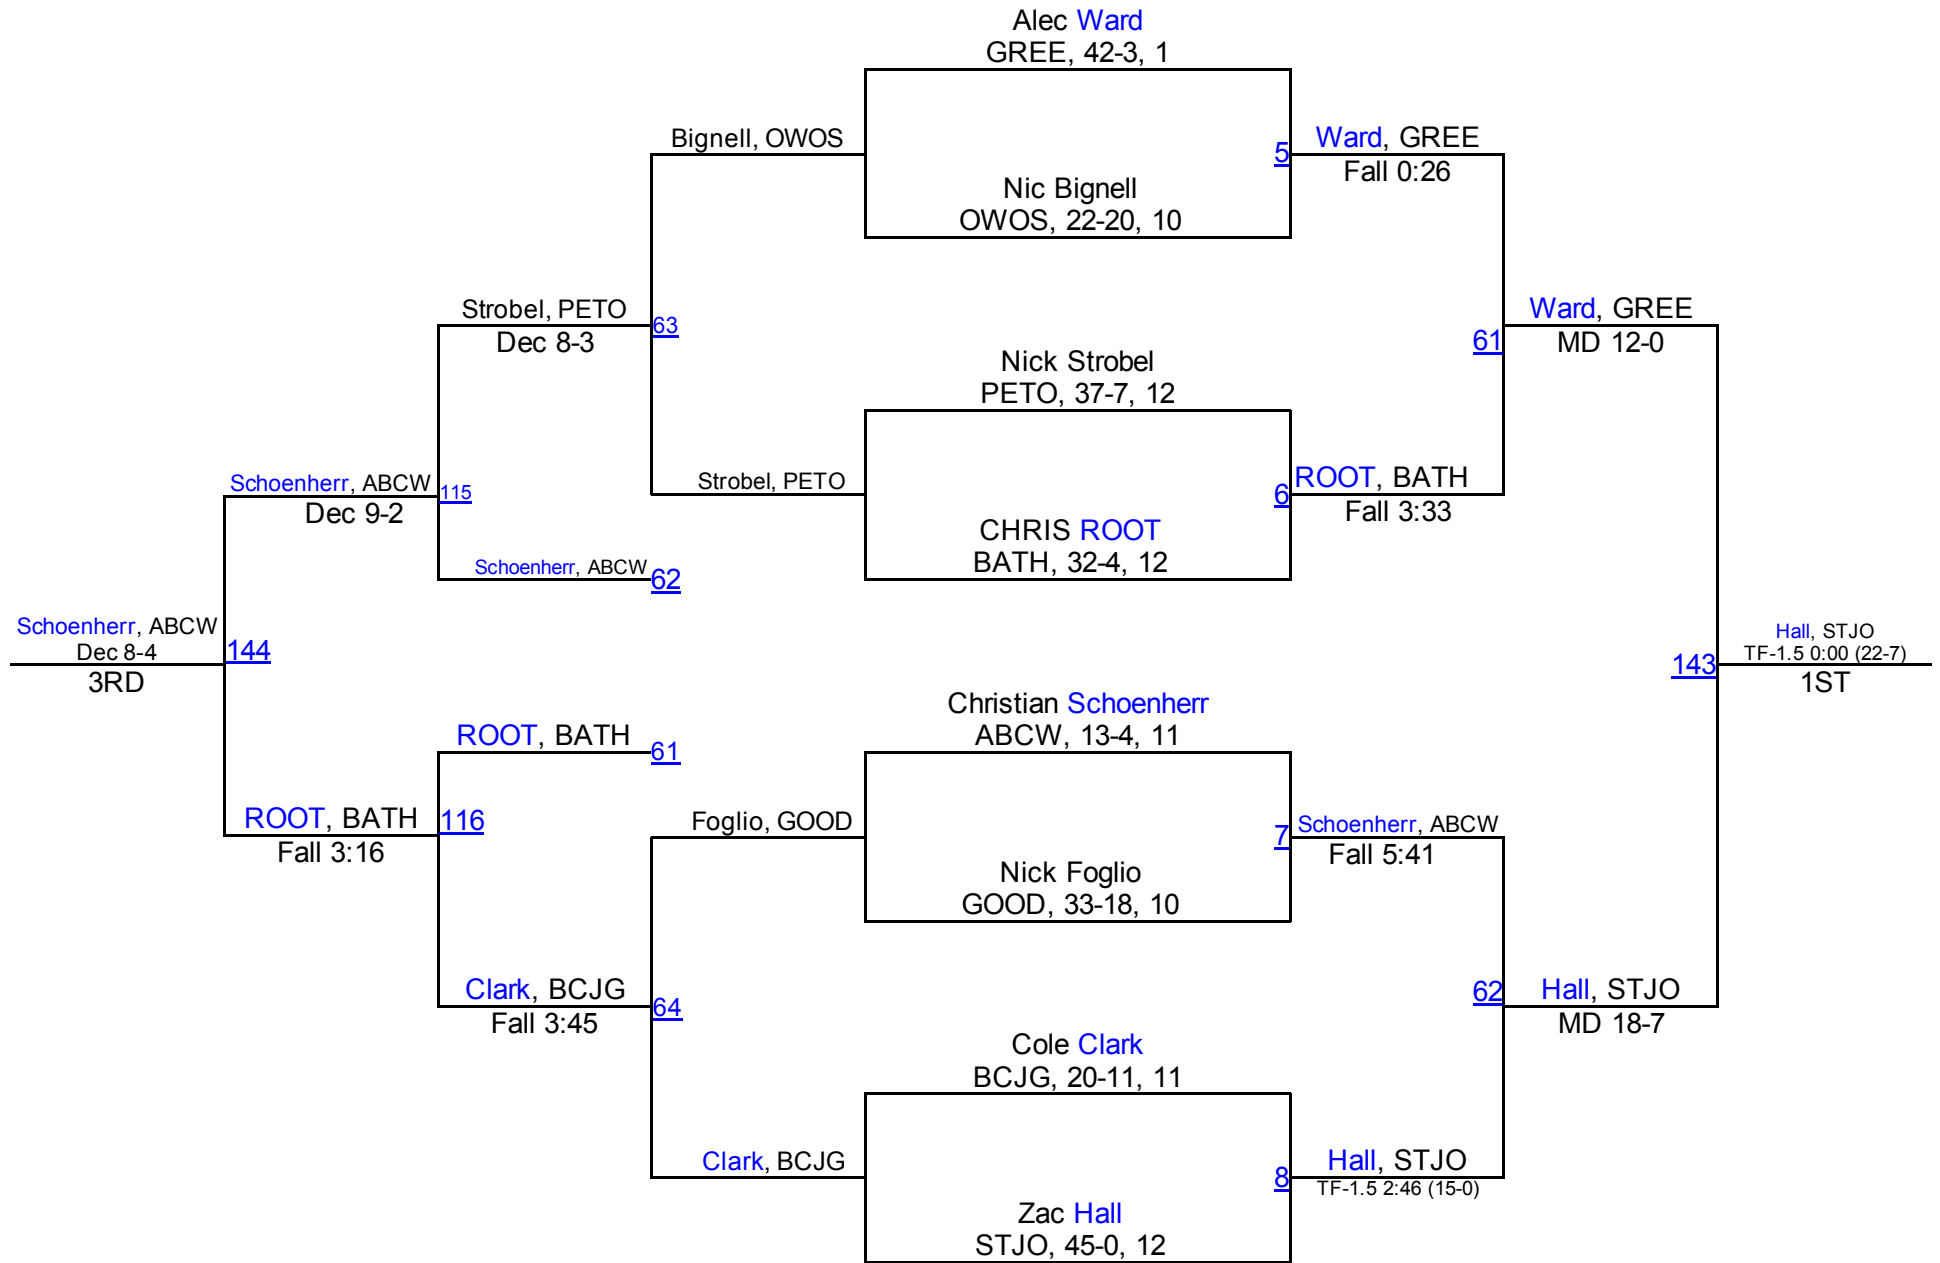 Alec Ward
GREE, 42-3, 1
Bignell, OWOS
5
Ward, GREE
Fall 0:26
Nic Bignell
OWOS, 22-20, 10
Strobel, PETO
Dec 8-3
63
Ward, GREE
MD 12-0
61
Nick Strobel
PETO, 37-7, 12
Schoenherr, ABCW
Dec 9-2
115
Strobel, PETO
6
ROOT, BATH
Fall 3:33
CHRIS ROOT
BATH, 32-4, 12
Schoenherr, ABCW
62
Schoenherr, ABCW
Dec 8-4
3RD
144
143
Hall, STJO
TF-1.5 0:00 (22-7)
1ST
Christian Schoenherr
ABCW, 13-4, 11
ROOT, BATH
61
ROOT, BATH
Fall 3:16
116
Foglio, GOOD
7
Schoenherr, ABCW
Fall 5:41
Nick Foglio
GOOD, 33-18, 10
Clark, BCJG
Fall 3:45
64
62
Hall, STJO
MD 18-7
Cole Clark
BCJG, 20-11, 11
Clark, BCJG
8
Hall, STJO
TF-1.5 2:46 (15-0)
Zac Hall
STJO, 45-0, 12